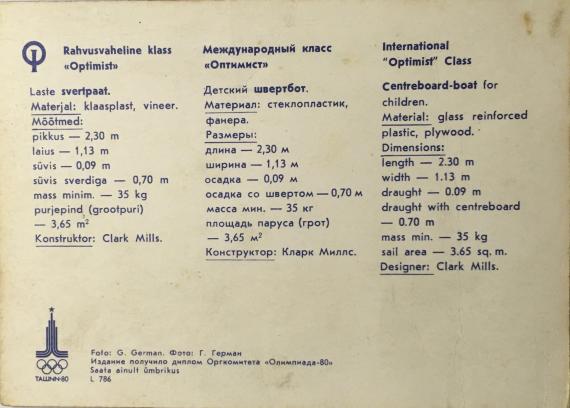 Rahvusvaheline klass
«Optimist»
Laste svertpaat.
Materjal: klaasplast, vineer.
Mõõtmed:
pikkus — 2,30 m
laius — 1,13 m
süvis — 0,09 m
süvis sverdiga — 0,70 m
mass minim. — 35 kg
purjepind (grootpuri)
— 3,65 m²
Konstruktor: Clark Mills.
Международный класс
«Оптимист»
Детский швертбот.
Материал: стеклопластик,
фанера.
Размеры:
длина — 2,30 м
ширина — 1,13 м
осадка — 0,09 м
осадка со швертом — 0,70 м
масса мин. — 35 кг
площадь паруса (грот)
— 3,65 м²
Конструктор: Кларк Миллс.
International
"Optimist" Class
Centreboard-boat for
children.
Material: glass reinforced
plastic, plywood.
Dimensions:
length — 2.30 m
width — 1.13 m
draught — 0.09 m
draught with centreboard
— 0.70 m
mass min. — 35 kg
sail area — 3.65 sq. m.
Designer: Clark Mills.
TALLINN·80
Foto: G. German. Фото: Г. Герман
Издание получило диплом Оргкомитета «Олимпиада-80»
Saata ainult ümbrikus
L 786